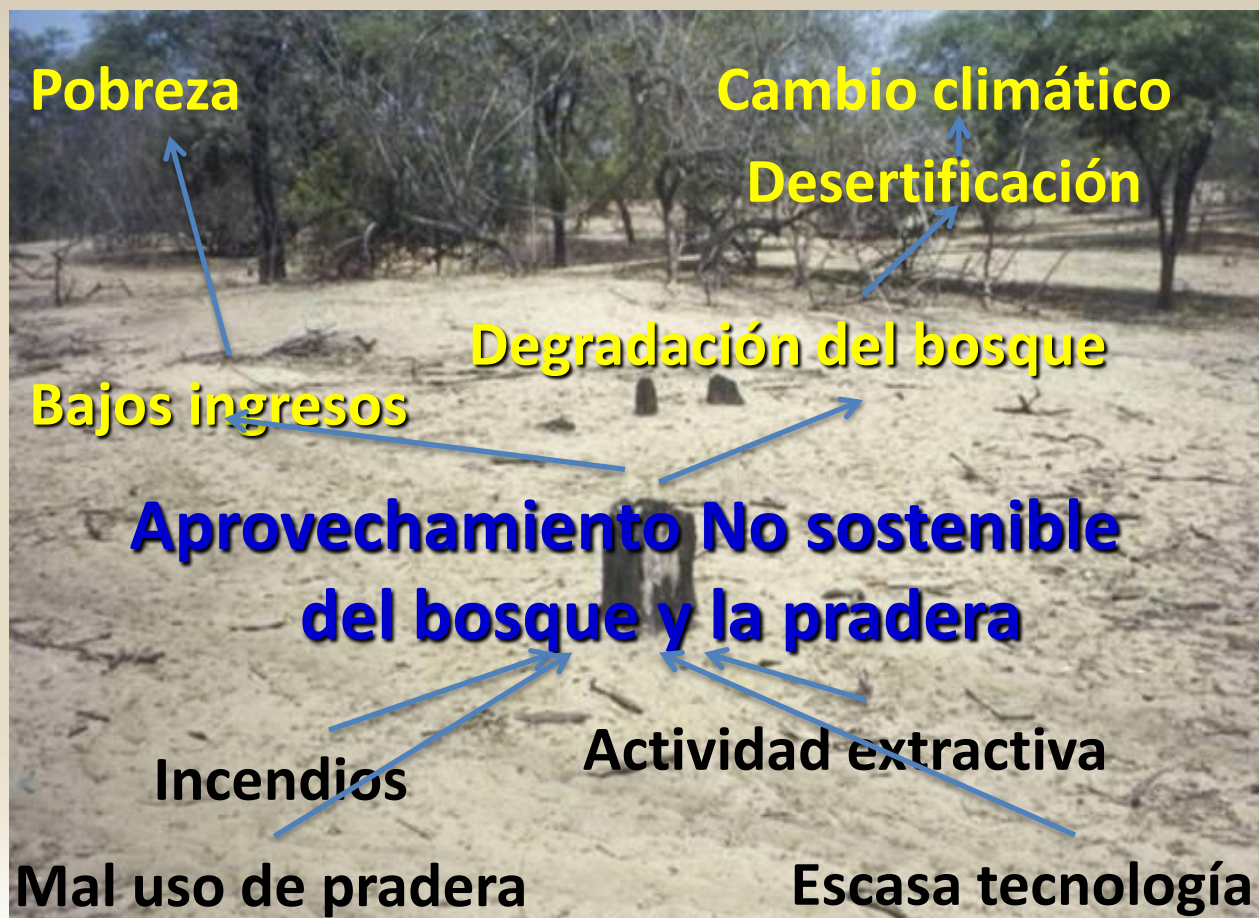 Pobreza
Cambio climático
Desertificación
Degradación del bosque
Bajos ingresos
Aprovechamiento No sostenible
del bosque y la pradera
Actividad extractiva
Incendios
Mal uso de pradera
Escasa tecnología